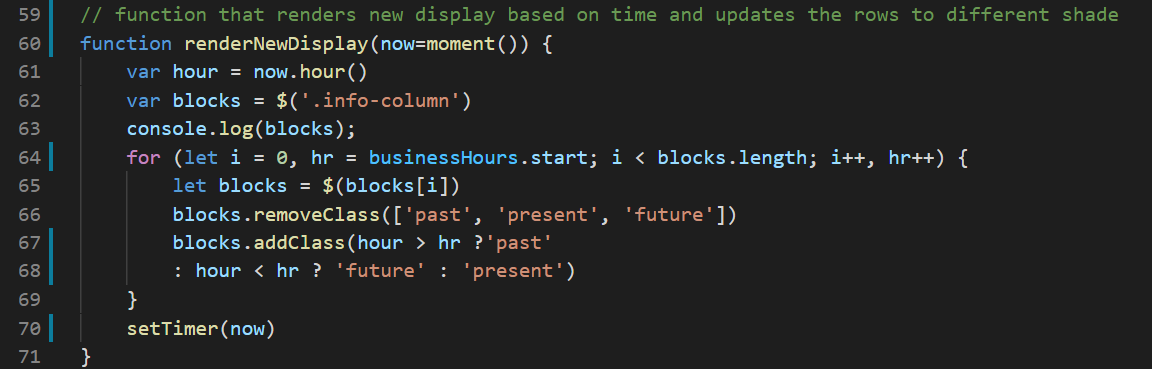 59 // function that renders new display based on time and updates the rows to different shade
60 function renderNewDisplay(now=moment()) {
61     var hour = now.hour()
62     var blocks = $('.info-column')
63     console.log(blocks);
64     for (let i = 0, hr = businessHours.start; i < blocks.length; i++, hr++) {
65         let blocks = $(blocks[i])
66         blocks.removeClass(['past', 'present', 'future'])
67         blocks.addClass(hour > hr ?'past'
68         : hour < hr ? 'future' : 'present')
69     }
70     setTimer(now)
71 }